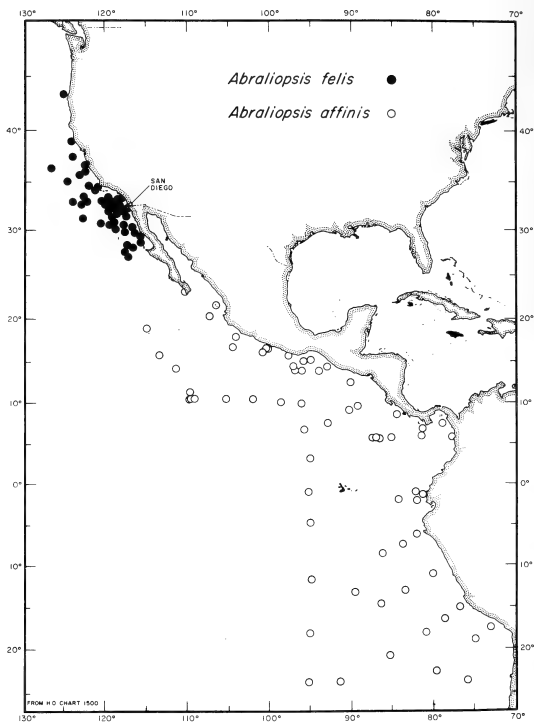 130° 120° 110° 100° 90° 80° 70°
Abraliopsis felis
Abraliopsis affinis
40° 40°
SAN
DIEGO
30° 30°
20° 20°
10° 10°
0° 0°
10° 10°
20° 20°
FROM HO CHART 1500
130° 120° 110° 100° 90° 80° 70°